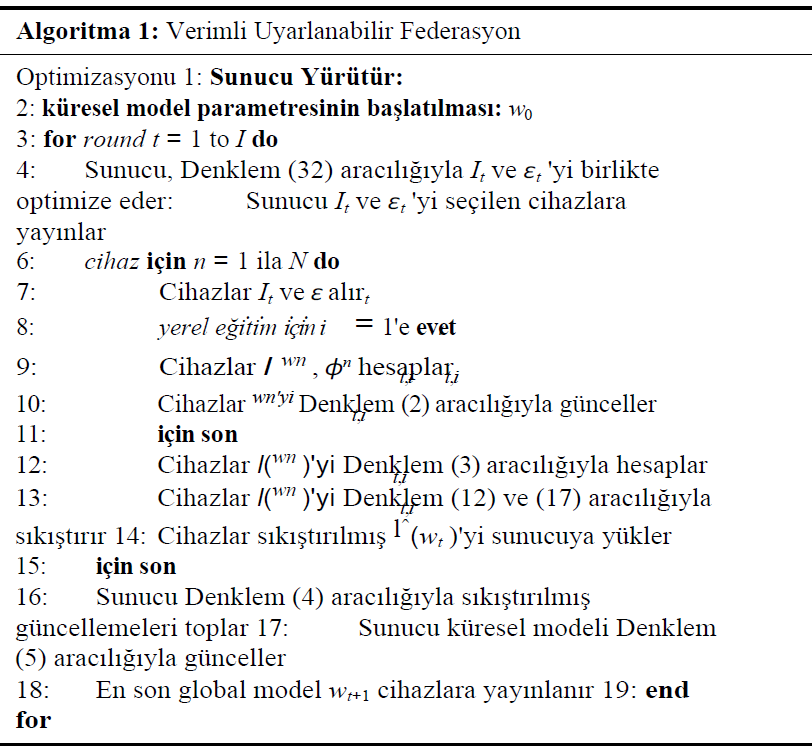 Algoritma 1: Verimli Uyarlanabilir Federasyon
Optimizasyonu 1: Sunucu Yürütür:
2: küresel model parametresinin başlatılması: w0
3: for round t = 1 to I do
4: Sunucu, Denklem (32) aracılığıyla It ve εt 'yi birlikte
optimize eder: Sunucu It ve εt 'yi seçilen cihazlara
yayınlar
6: cihaz için n = 1 ila N do
7: Cihazlar It ve ε alırt
8: yerel eğitim için i = 1'e evet
9: Cihazlar l wn , ϕn hesaplar t,i t,i
10: Cihazlar wn'yi Denklem (2) aracılığıyla günceller t,i
11: için son
12: Cihazlar l(wn )'yi Denklem (3) aracılığıyla hesaplar t,i
13: Cihazlar l(wn )'yi Denklem (12) ve (17) aracılığıyla t,i
sıkıştırır 14: Cihazlar sıkıştırılmış l^(wt )'yi sunucuya yükler
15: için son
16: Sunucu Denklem (4) aracılığıyla sıkıştırılmış
güncellemeleri toplar 17: Sunucu küresel modeli Denklem
(5) aracılığıyla günceller
18: En son global model wt+1 cihazlara yayınlanır 19: end
for